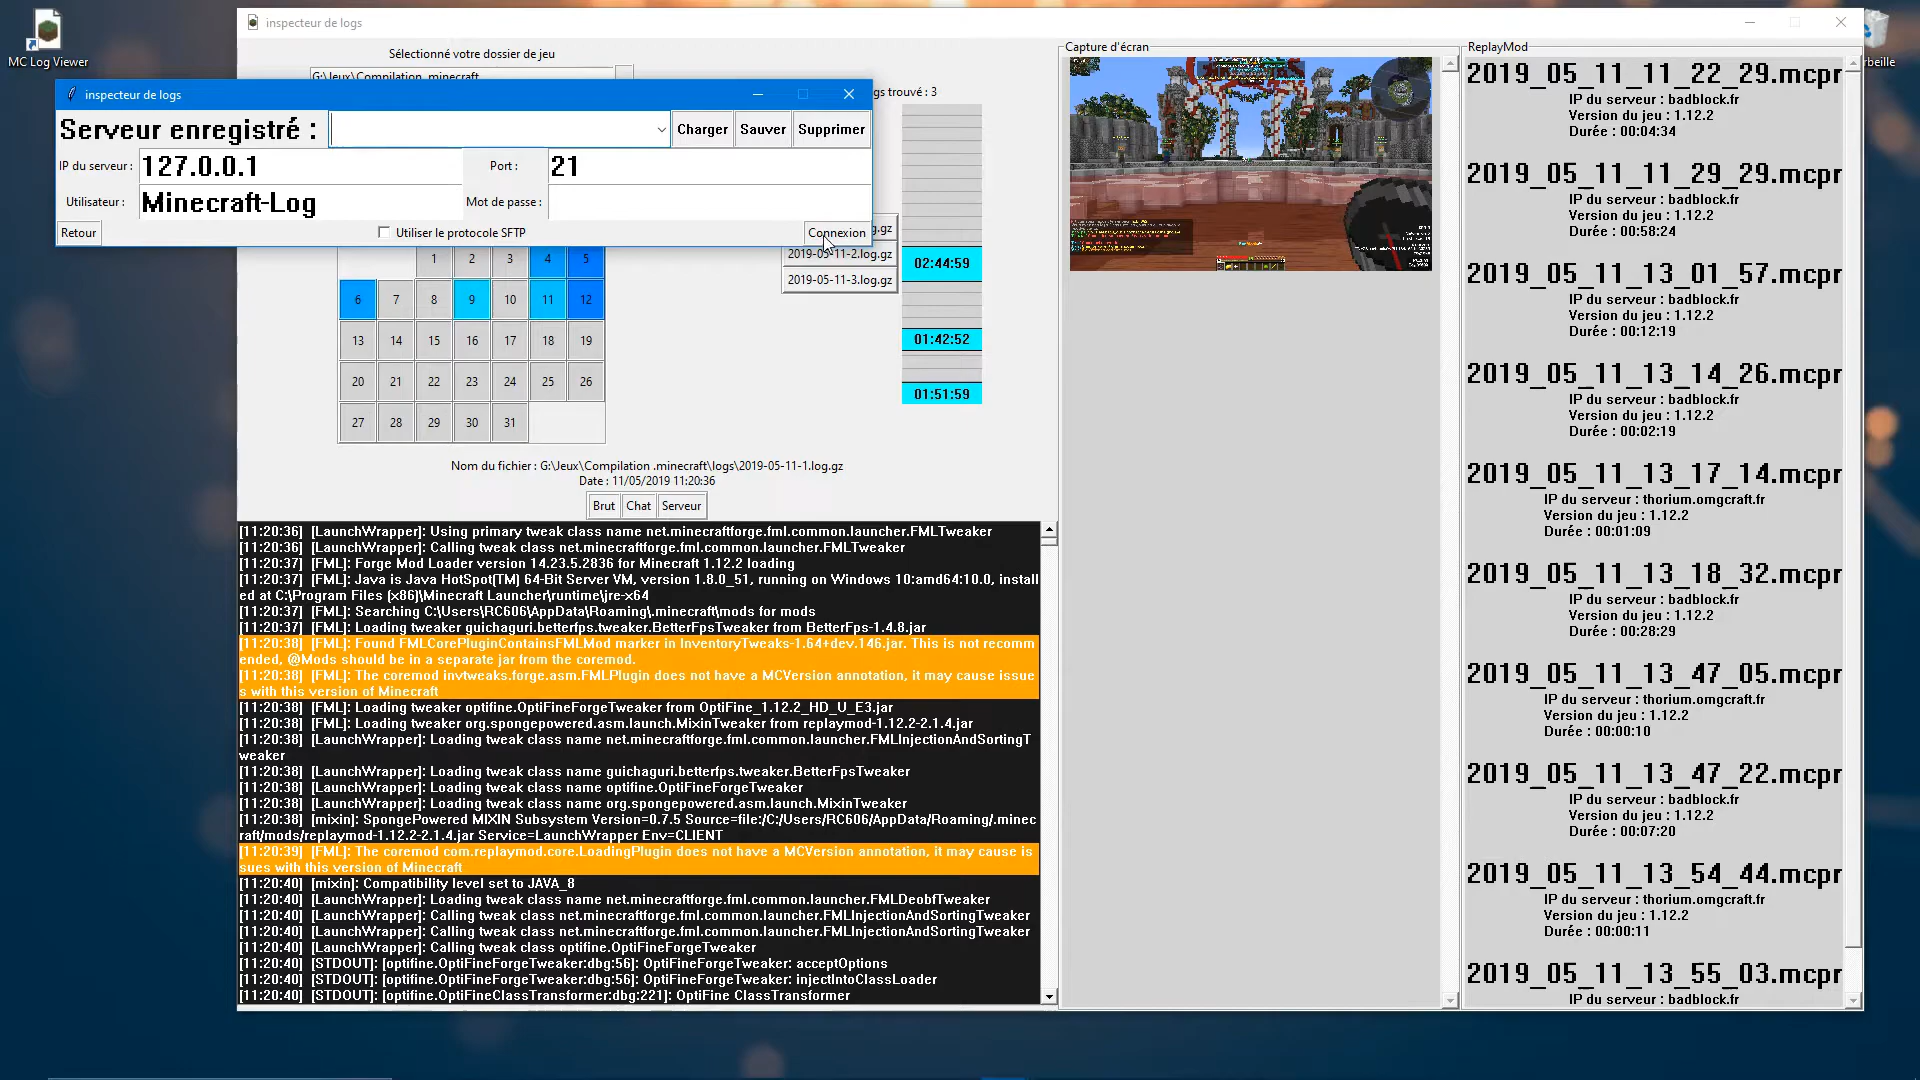 MC Log Viewer
inspecteur de logs
Sélectionné votre dossier de jeu
G:\Jeux\Compilation .minecraft
gs trouvé : 3
inspecteur de logs
Serveur enregistré :
Charger
Sauver
Supprimer
IP du serveur :
127.0.0.1
Port :
21
Utilisateur :
Minecraft-Log
Mot de passe :
Retour
Utiliser le protocole SFTP
Connexion
g.gz
2019-05-11-2.log.gz
2019-05-11-3.log.gz
1 2 3 4 5
6 7 8 9 10 11 12
13 14 15 16 17 18 19
20 21 22 23 24 25 26
27 28 29 30 31
02:44:59
01:42:52
01:51:59
Nom du fichier : G:\Jeux\Compilation .minecraft\logs\2019-05-11-1.log.gz
Date : 11/05/2019 11:20:36
Brut
Chat
Serveur
[11:20:36] [LaunchWrapper]: Using primary tweak class name net.minecraftforge.fml.common.launcher.FMLTweaker
[11:20:36] [LaunchWrapper]: Calling tweak class net.minecraftforge.fml.common.launcher.FMLTweaker
[11:20:37] [FML]: Forge Mod Loader version 14.23.5.2836 for Minecraft 1.12.2 loading
[11:20:37] [FML]: Java is Java HotSpot(TM) 64-Bit Server VM, version 1.8.0_51, running on Windows 10:amd64:10.0, install
ed at C:\Program Files (x86)\Minecraft Launcher\runtime\jre-x64
[11:20:37] [FML]: Searching C:\Users\RC606\AppData\Roaming\.minecraft\mods for mods
[11:20:37] [FML]: Loading tweaker guichaguri.betterfps.tweaker.BetterFpsTweaker from BetterFps-1.4.8.jar
[11:20:38] [FML]: Found FMLCorePluginContainsFMLMod marker in InventoryTweaks-1.64+dev.146.jar. This is not recomm
ended, @Mods should be in a separate jar from the coremod.
[11:20:38] [FML]: The coremod invtweaks.forge.asm.FMLPlugin does not have a MCVersion annotation, it may cause issue
s with this version of Minecraft
[11:20:38] [FML]: Loading tweaker optifine.OptiFineForgeTweaker from OptiFine_1.12.2_HD_U_E3.jar
[11:20:38] [FML]: Loading tweaker org.spongepowered.asm.launch.MixinTweaker from replaymod-1.12.2-2.1.4.jar
[11:20:38] [LaunchWrapper]: Loading tweak class name net.minecraftforge.fml.common.launcher.FMLInjectionAndSortingT
weaker
[11:20:38] [LaunchWrapper]: Loading tweak class name guichaguri.betterfps.tweaker.BetterFpsTweaker
[11:20:38] [LaunchWrapper]: Loading tweak class name optifine.OptiFineForgeTweaker
[11:20:38] [LaunchWrapper]: Loading tweak class name org.spongepowered.asm.launch.MixinTweaker
[11:20:38] [mixin]: SpongePowered MIXIN Subsystem Version=0.7.5 Source=file:/C:/Users/RC606/AppData/Roaming/.minec
raft/mods/replaymod-1.12.2-2.1.4.jar Service=LaunchWrapper Env=CLIENT
[11:20:39] [FML]: The coremod com.replaymod.core.LoadingPlugin does not have a MCVersion annotation, it may cause is
sues with this version of Minecraft
[11:20:40] [mixin]: Compatibility level set to JAVA_8
[11:20:40] [LaunchWrapper]: Loading tweak class name net.minecraftforge.fml.common.launcher.FMLDeobfTweaker
[11:20:40] [LaunchWrapper]: Calling tweak class net.minecraftforge.fml.common.launcher.FMLInjectionAndSortingTweaker
[11:20:40] [LaunchWrapper]: Calling tweak class net.minecraftforge.fml.common.launcher.FMLInjectionAndSortingTweaker
[11:20:40] [LaunchWrapper]: Calling tweak class optifine.OptiFineForgeTweaker
[11:20:40] [STDOUT]: [optifine.OptiFineForgeTweaker:dbg:56]: OptiFineForgeTweaker: acceptOptions
[11:20:40] [STDOUT]: [optifine.OptiFineForgeTweaker:dbg:56]: OptiFineForgeTweaker: injectIntoClassLoader
[11:20:40] [STDOUT]: [optifine.OptiFineClassTransformer:dbg:221]: OptiFine ClassTransformer
Capture d'écran
ReplayMod
2019_05_11_11_22_29.mcpr
IP du serveur : badblock.fr
Version du jeu : 1.12.2
Durée : 00:04:34
2019_05_11_11_29_29.mcpr
IP du serveur : badblock.fr
Version du jeu : 1.12.2
Durée : 00:58:24
2019_05_11_13_01_57.mcpr
IP du serveur : badblock.fr
Version du jeu : 1.12.2
Durée : 00:12:19
2019_05_11_13_14_26.mcpr
IP du serveur : badblock.fr
Version du jeu : 1.12.2
Durée : 00:02:19
2019_05_11_13_17_14.mcpr
IP du serveur : thorium.omgcraft.fr
Version du jeu : 1.12.2
Durée : 00:01:09
2019_05_11_13_18_32.mcpr
IP du serveur : badblock.fr
Version du jeu : 1.12.2
Durée : 00:28:29
2019_05_11_13_47_05.mcpr
IP du serveur : thorium.omgcraft.fr
Version du jeu : 1.12.2
Durée : 00:00:10
2019_05_11_13_47_22.mcpr
IP du serveur : badblock.fr
Version du jeu : 1.12.2
Durée : 00:07:20
2019_05_11_13_54_44.mcpr
IP du serveur : thorium.omgcraft.fr
Version du jeu : 1.12.2
Durée : 00:00:11
2019_05_11_13_55_03.mcpr
IP du serveur : badblock.fr
rbeille